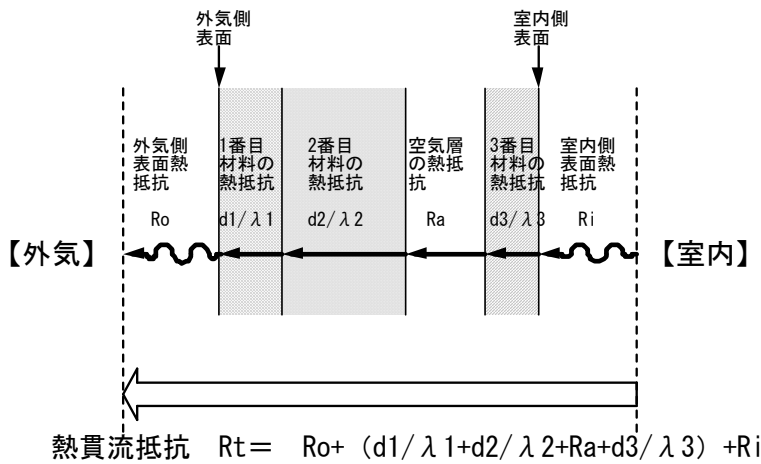 外気側
表面
室内側
表面
外気側
表面熱
抵抗
Ro
1番目
材料の
熱抵抗
d1/λ1
2番目
材料の
熱抵抗
d2/λ2
空気層
の熱抵
抗
Ra
3番目
材料の
熱抵抗
d3/λ3
室内側
表面熱
抵抗
Ri
【外気】
【室内】
熱貫流抵抗 Rt= Ro+ (d1/λ1+d2/λ2+Ra+d3/λ3) +Ri